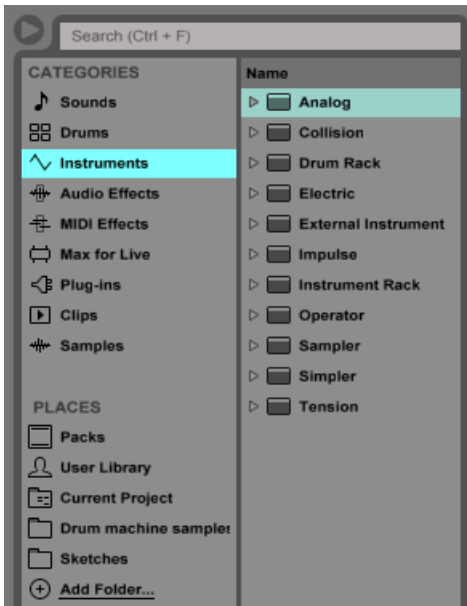 Search (Ctrl + F)
CATEGORIES
Sounds
Drums
Instruments
Audio Effects
MIDI Effects
Max for Live
Plug-ins
Clips
Samples
PLACES
Packs
User Library
Current Project
Drum machine samples
Sketches
Add Folder...
Name
Analog
Collision
Drum Rack
Electric
External Instrument
Impulse
Instrument Rack
Operator
Sampler
Simpler
Tension